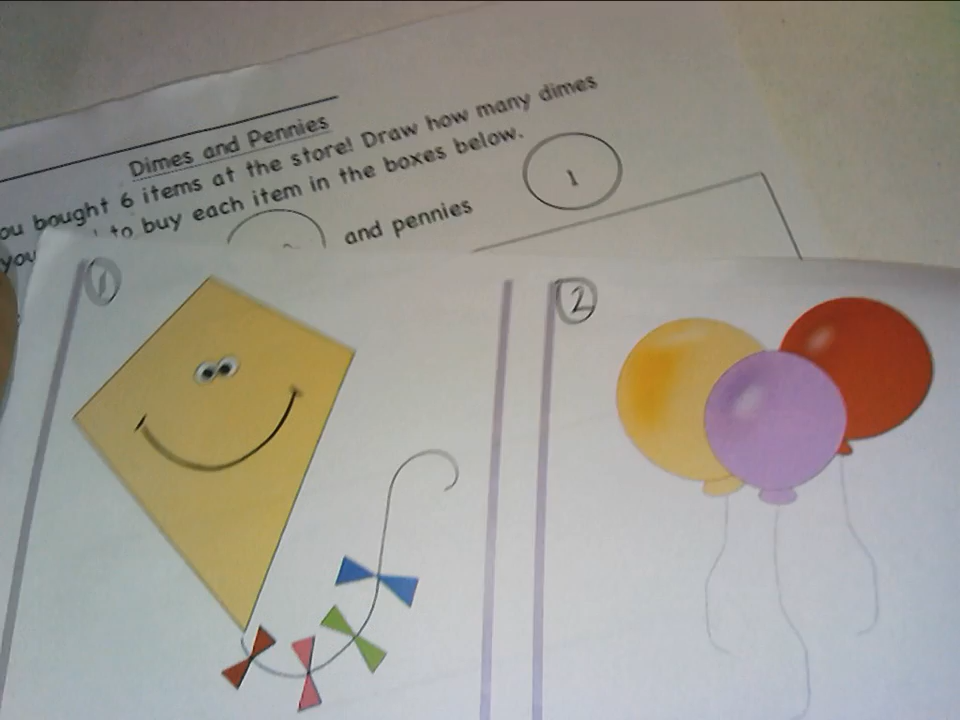 Dimes and Pennies
ou bought 6 items at the store! Draw how many dimes
you to buy each item in the boxes below.
and pennies 1
1 2